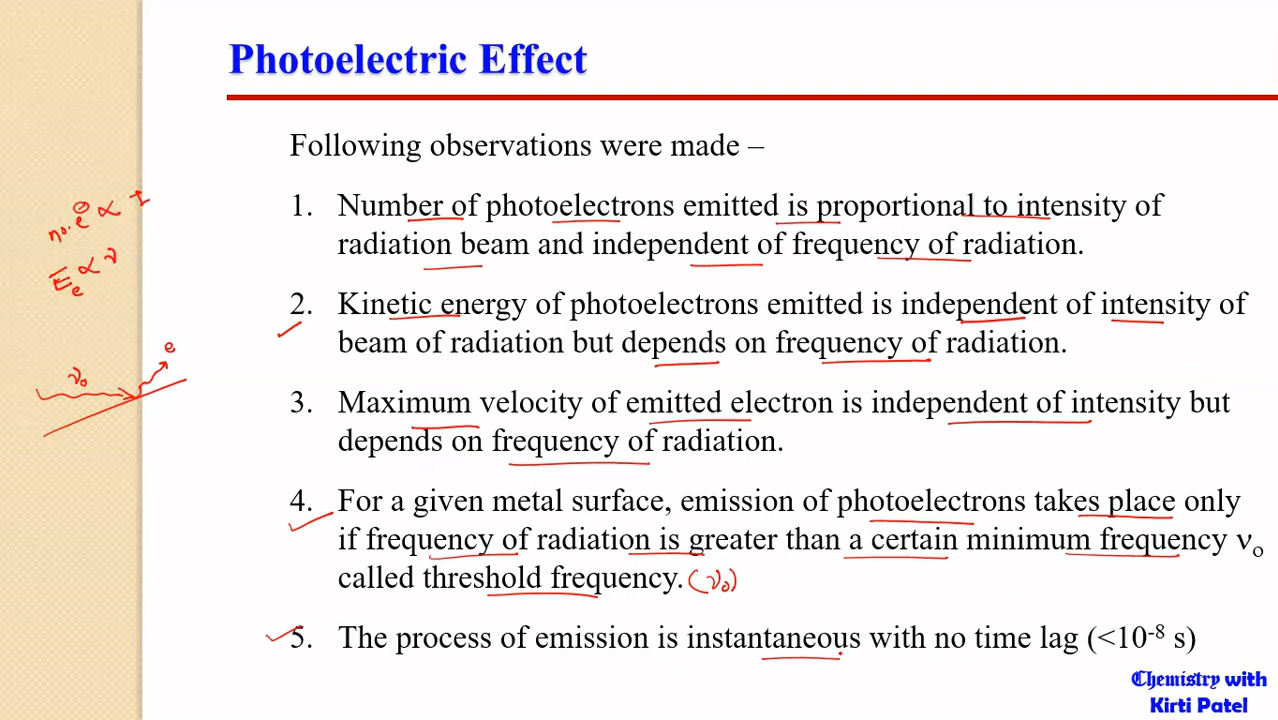 Photoelectric Effect
Following observations were made –
1. Number of photoelectrons emitted is proportional to intensity of
radiation beam and independent of frequency of radiation.
2. Kinetic energy of photoelectrons emitted is independent of intensity of
beam of radiation but depends on frequency of radiation.
3. Maximum velocity of emitted electron is independent of intensity but
depends on frequency of radiation.
4. For a given metal surface, emission of photoelectrons takes place only
if frequency of radiation is greater than a certain minimum frequency νₒ
called threshold frequency. (ν₀)
5. The process of emission is instantaneous with no time lag (<10⁻⁸ s)
no. e⊖ ∝ I
Eₑ ∝ ν
ν₀ e
Chemistry with
Kirti Patel